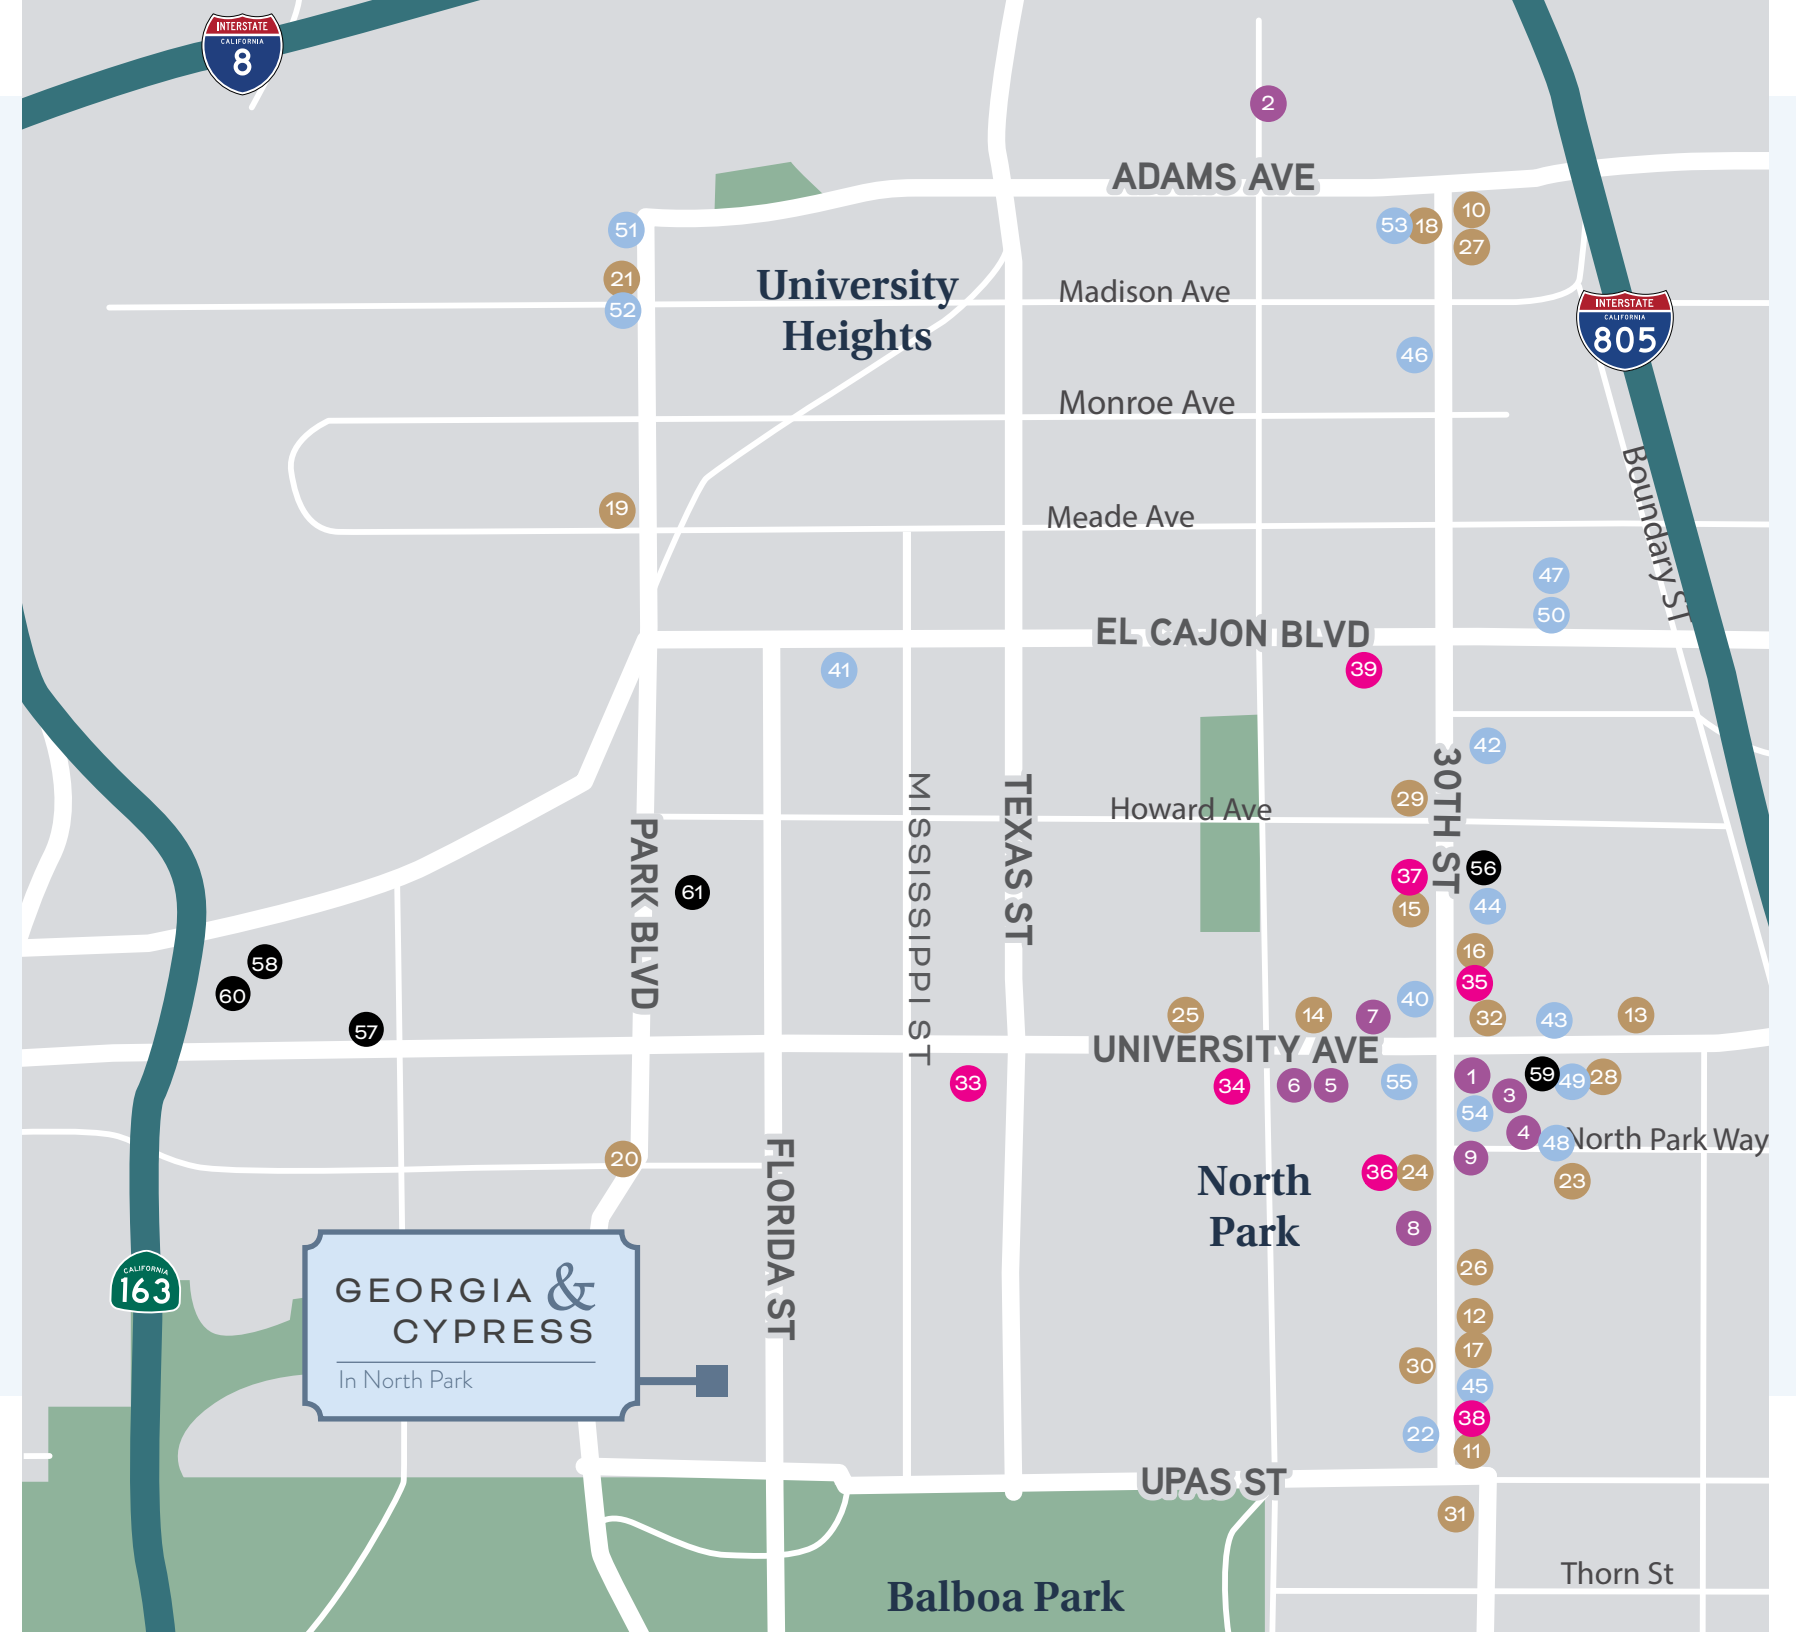 INTERSTATE
CALIFORNIA
8
2
ADAMS AVE
10
51
53
18
27
21
University
Heights
Madison Ave
52
INTERSTATE
CALIFORNIA
805
46
Monroe Ave
Boundary ST
19
Meade Ave
47
50
EL CAJON BLVD
41
39
42
30TH ST
MISSISSIPPI ST
TEXAS ST
29
Howard Ave
PARK BLVD
56
37
61
44
15
16
58
35
60
40
25
14
7
32
43
13
57
UNIVERSITY AVE
33
34
6
5
55
1
59
49
28
3
54
4
48
North Park Way
20
9
FLORIDA ST
36
24
23
North
Park
8
26
CALIFORNIA
163
GEORGIA &
CYPRESS
In North Park
12
17
30
45
38
22
11
UPAS ST
31
Thorn St
Balboa Park